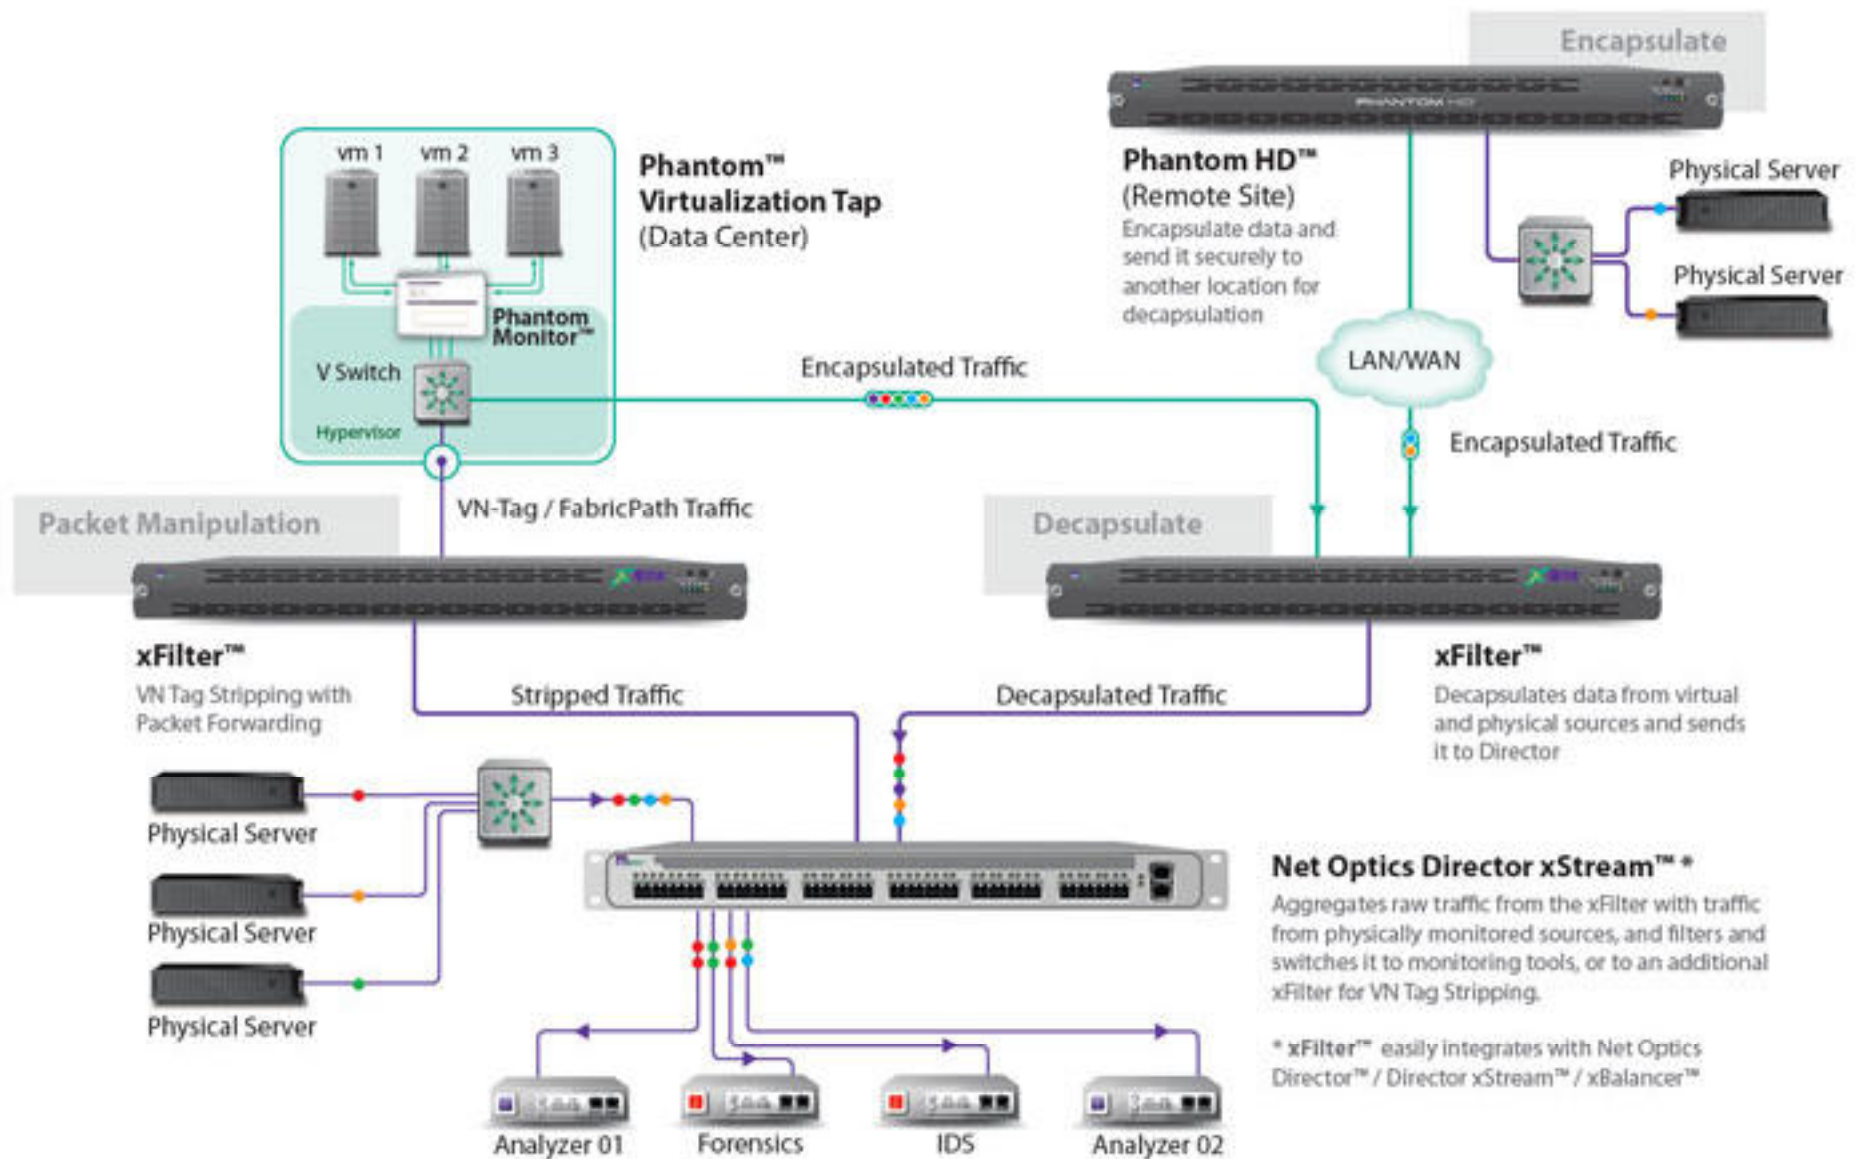 Encapsulate
PHANTOM HD
vm 1
vm 2
vm 3
Phantom™
Virtualization Tap
(Data Center)
Phantom HD™
(Remote Site)
Encapsulate data and
send it securely to
another location for
decapsulation
Physical Server
Physical Server
Phantom
Monitor™
V Switch
Hypervisor
Encapsulated Traffic
LAN/WAN
Encapsulated Traffic
VN-Tag / FabricPath Traffic
Packet Manipulation
Decapsulate
xFilter™
VN Tag Stripping with
Packet Forwarding
Stripped Traffic
Decapsulated Traffic
xFilter™
Decapsulates data from virtual
and physical sources and sends
it to Director
Physical Server
Physical Server
Physical Server
Net Optics Director xStream™ *
Aggregates raw traffic from the xFilter with traffic
from physically monitored sources, and filters and
switches it to monitoring tools, or to an additional
xFilter for VN Tag Stripping.
* xFilter™ easily integrates with Net Optics
Director™ / Director xStream™ / xBalancer™
Analyzer 01
Forensics
IDS
Analyzer 02